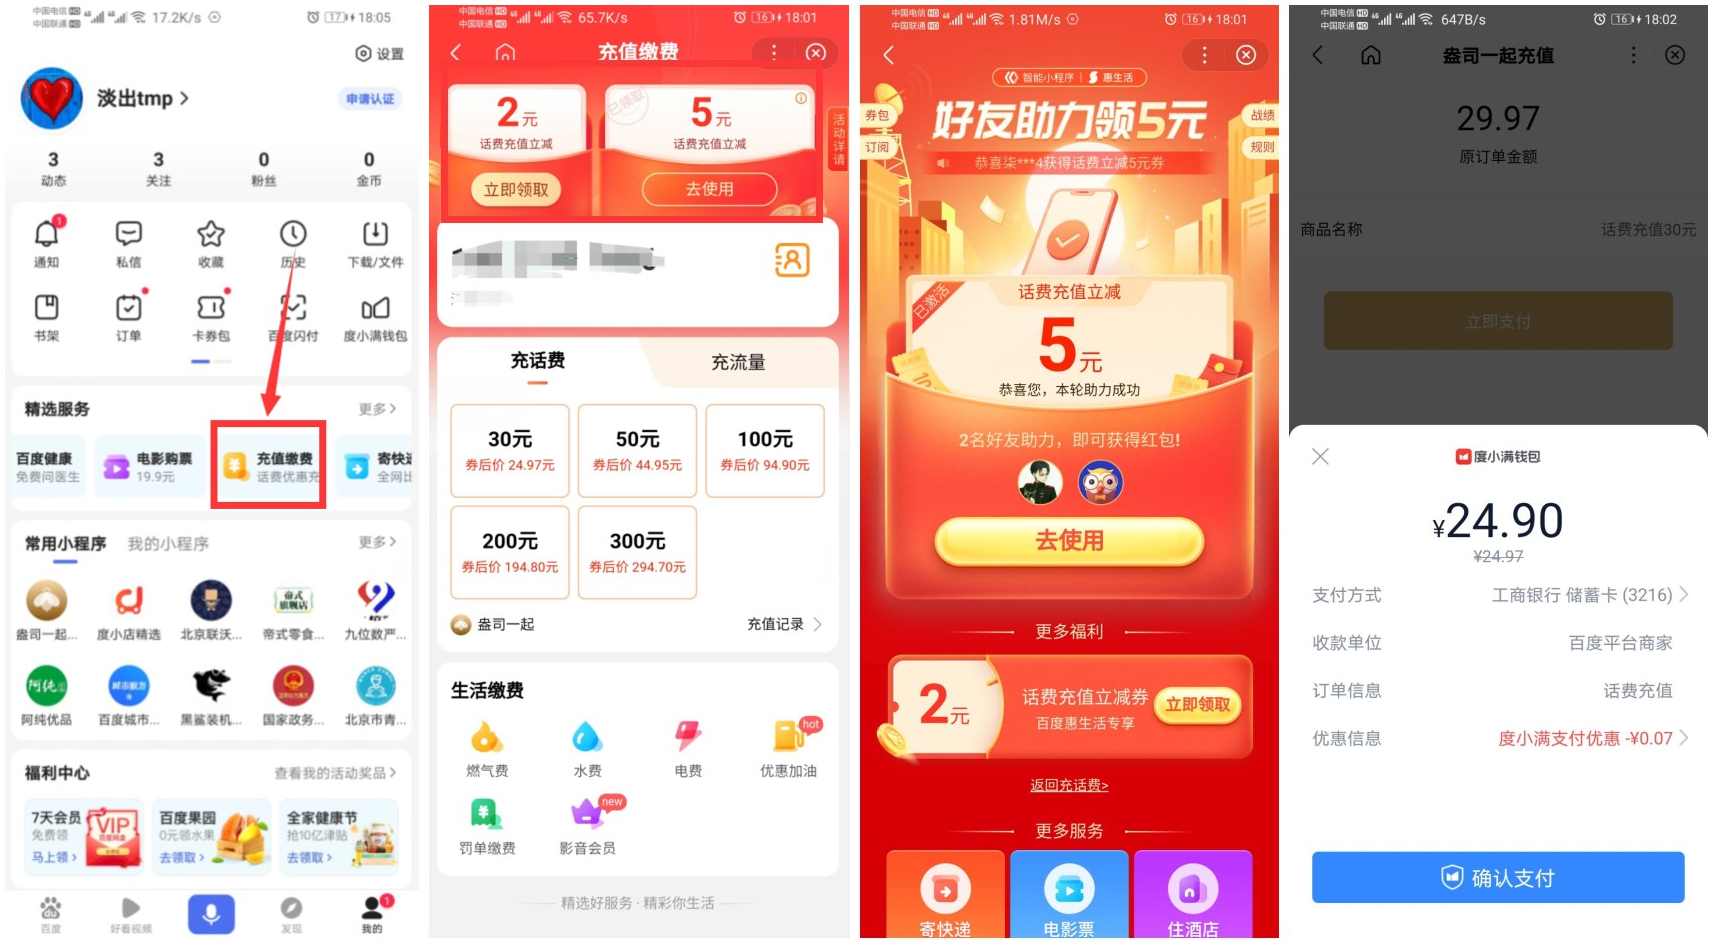 中国电信HD
中国联通HD
17.2K/s
17
18:05
设置
淡出tmp
申请认证
3
3
0
0
动态
关注
粉丝
金币
1
通知
私信
收藏
历史
下载/文件
书架
订单
卡券包
百度闪付
度小满钱包
精选服务
更多
百度健康
免费问医生
电影购票
19.9元
充值缴费
话费优惠充
寄快递
全网比
常用小程序
我的小程序
更多
盎司一起...
度小店精选
北京联沃...
帝式零食...
九位数严...
阿纯优品
百度城市...
黑鲨装机...
国家政务...
北京市青...
福利中心
查看我的活动奖品
7天会员
免费领
马上领
VIP
百度果园
0元领水果
去领取
全家健康节
抢10亿津贴
去领取
百度
好看视频
发现
1
我的
中国电信HD
中国联通HD
65.7K/s
16
18:01
充值缴费
2元
话费充值立减
立即领取
已领取
5元
话费充值立减
去使用
活动详请
充话费
充流量
30元
券后价 24.97元
50元
券后价 44.95元
100元
券后价 94.90元
200元
券后价 194.80元
300元
券后价 294.70元
盎司一起
充值记录
生活缴费
hot
燃气费
水费
电费
优惠加油
new
罚单缴费
影音会员
精选好服务·精彩你生活
中国电信HD
中国联通HD
1.81M/s
16
18:01
智能小程序
惠生活
券包
好友助力领5元
战绩
订阅
规则
恭喜柒***4获得话费立减5元券
已激活
话费充值立减
5元
恭喜您，本轮助力成功
2名好友助力，即可获得红包!
去使用
更多福利
2元
话费充值立减券
百度惠生活专享
立即领取
返回充话费>
更多服务
寄快递
电影票
住酒店
中国电信HD
中国联通HD
647B/s
16
18:02
盎司一起充值
29.97
原订单金额
商品名称
话费充值30元
立即支付
度小满钱包
¥24.90
¥24.97
支付方式
工商银行 储蓄卡 (3216)
收款单位
百度平台商家
订单信息
话费充值
优惠信息
度小满支付优惠 -¥0.07
确认支付